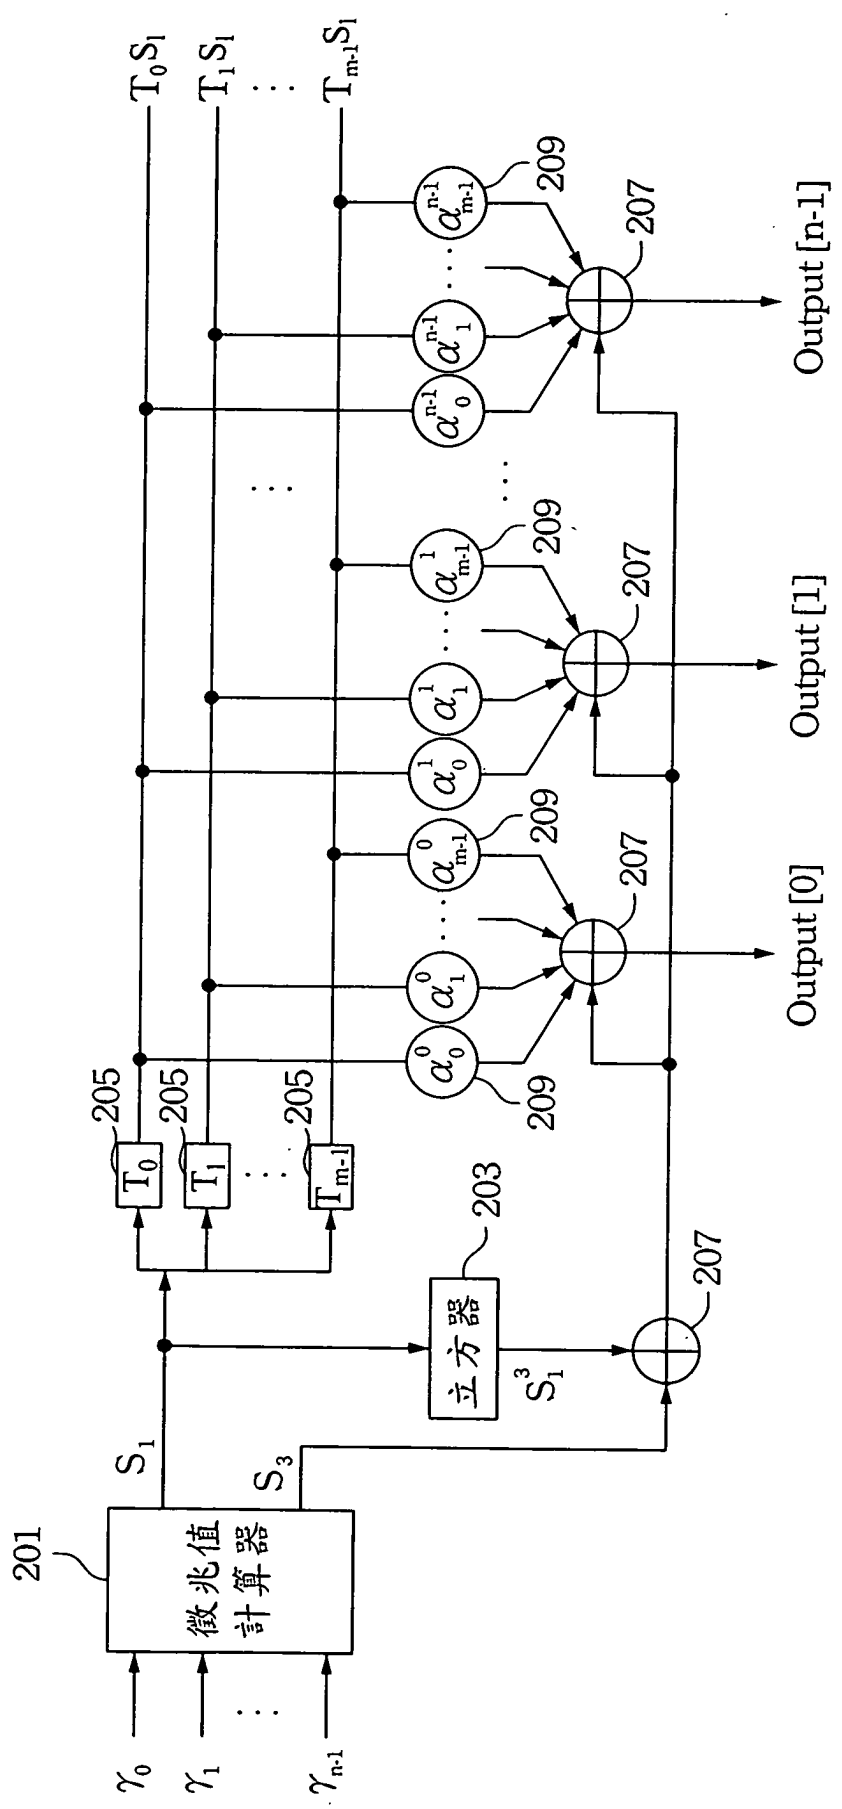 201
徵兆值
計算器
γ0
γ1
⋮
γn-1
S1
S3
立方器
203
S1^3
207
T0
205
T1
205
⋮
Tm-1
205
T0S1
T1S1
⋮
Tm-1S1
α0^0
α1^0
…
αm-1^0
209
209
207
Output [0]
α0^1
α1^1
…
αm-1^1
209
207
Output [1]
⋮
…
α0^n-1
α1^n-1
…
αm-1^n-1
209
207
Output [n-1]